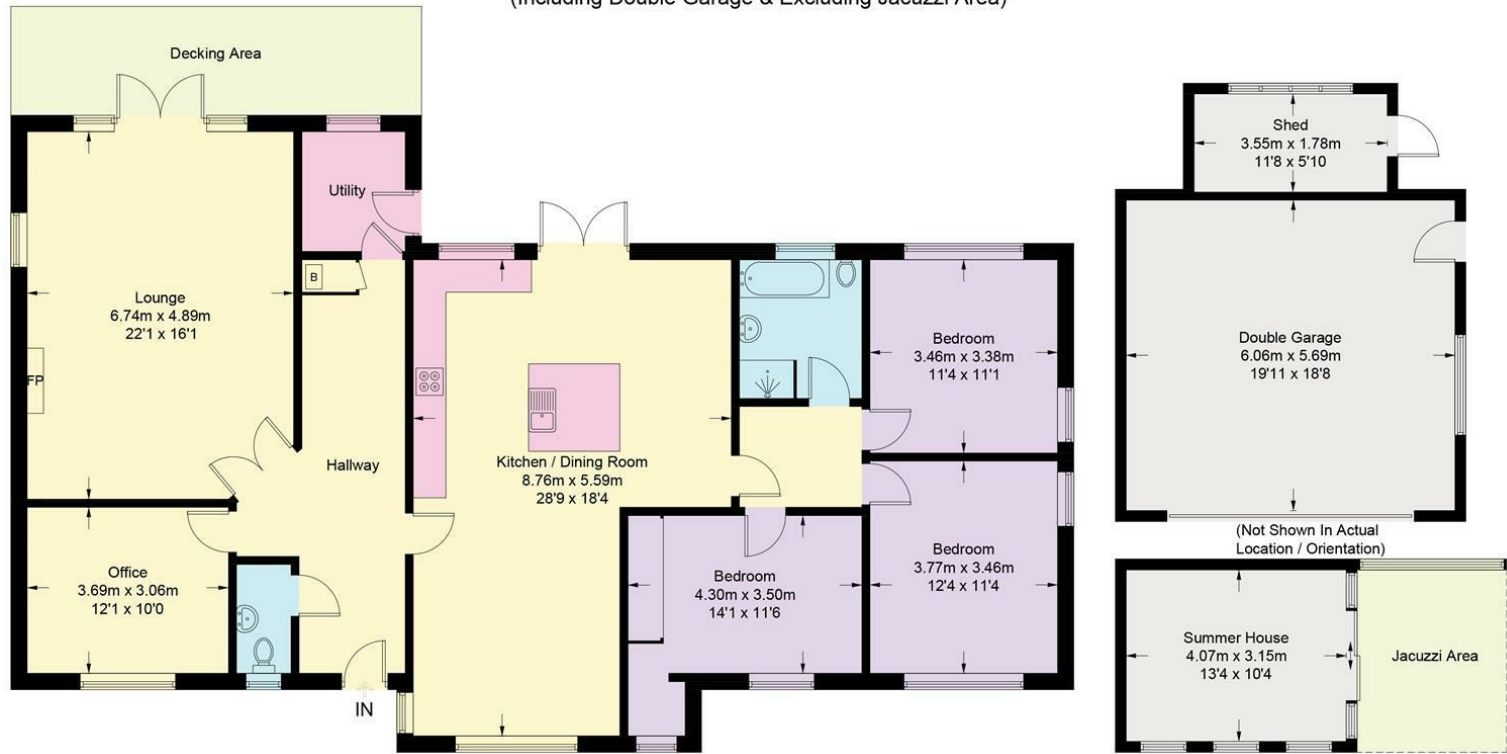 (Including Double Garage & Excluding Jacuzzi Area)
Decking Area
Utility
B
Lounge
6.74m x 4.89m
22'1 x 16'1
FP
Hallway
Office
3.69m x 3.06m
12'1 x 10'0
IN
Kitchen / Dining Room
8.76m x 5.59m
28'9 x 18'4
Bedroom
3.46m x 3.38m
11'4 x 11'1
Bedroom
4.30m x 3.50m
14'1 x 11'6
Bedroom
3.77m x 3.46m
12'4 x 11'4
Shed
3.55m x 1.78m
11'8 x 5'10
Double Garage
6.06m x 5.69m
19'11 x 18'8
(Not Shown In Actual
Location / Orientation)
Summer House
4.07m x 3.15m
13'4 x 10'4
Jacuzzi Area